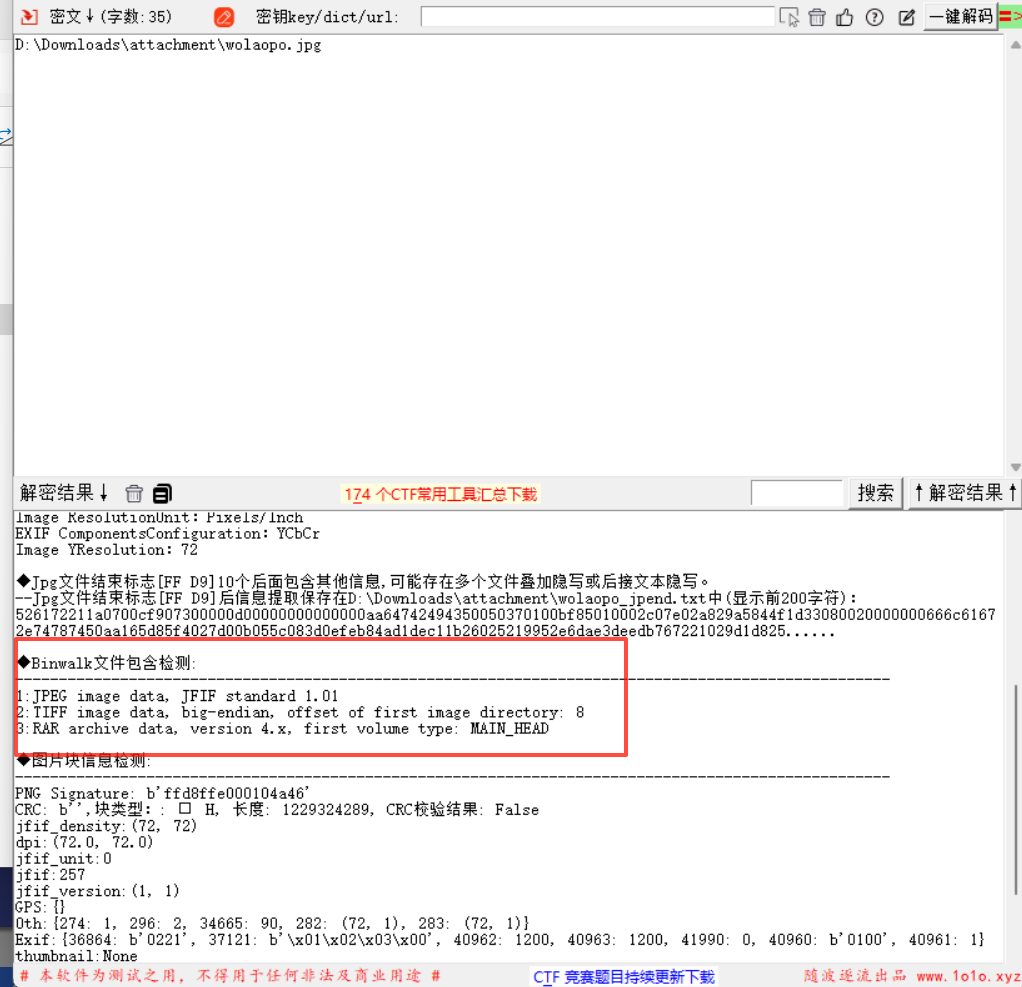 密文↓(字数:35)
密钥key/dict/url:
一键解码
=>
D:\Downloads\attachment\wolaopo.jpg
解密结果↓
174 个CTF常用工具汇总下载
搜索
↑解密结果↑
Image ResolutionUnit: Pixels/Inch
EXIF ComponentsConfiguration: YCbCr
Image YResolution: 72
◆Jpg文件结束标志[FF D9]10个后面包含其他信息,可能存在多个文件叠加隐写或后接文本隐写。
--Jpg文件结束标志[FF D9]后信息提取保存在D:\Downloads\attachment\wolaopo_jpend.txt中(显示前200字符):
526172211a0700cf907300000d00000000000000aa6474249435005037​0100bf85010002c07e02a829a5844f1d33080020000000666c6167
2e74787450aa165d85f4027d00b055c083d0efeb84ad1dec11b26025219952e6dae3deedb767221029d1d825......
◆Binwalk文件包含检测:
1:JPEG image data, JFIF standard 1.01
2:TIFF image data, big-endian, offset of first image directory: 8
3:RAR archive data, version 4.x, first volume type: MAIN_HEAD
◆图片块信息检测:
PNG Signature: b'ffd8ffe000104a46'
CRC: b'',块类型: : □ H, 长度: 1229324289, CRC校验结果: False
jfif_density:(72, 72)
dpi:(72.0, 72.0)
jfif_unit:0
jfif:257
jfif_version:(1, 1)
GPS:{}
0th:{274: 1, 296: 2, 34665: 90, 282: (72, 1), 283: (72, 1)}
Exif:{36864: b'0221', 37121: b'\x01\x02\x03\x00', 40962: 1200, 40963: 1200, 41990: 0, 40960: b'0100', 40961: 1}
thumbnail:None
# 本软件为测试之用, 不得用于任何非法及商业用途 #
CTF 竞赛题目持续更新下载
随波逐流出品 www.1o1o.xyz